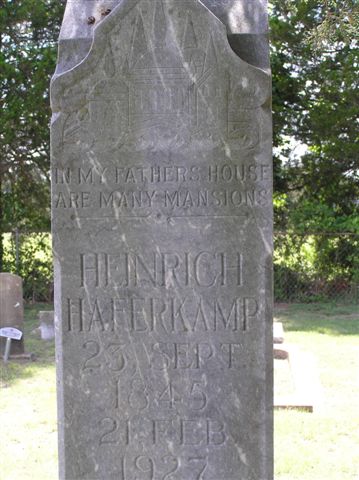 IN MY FATHERS HOUSE
ARE MANY MANSIONS
HEINRICH
HAFERKAMP
23 SEPT.
1845
21 FEB.
1927